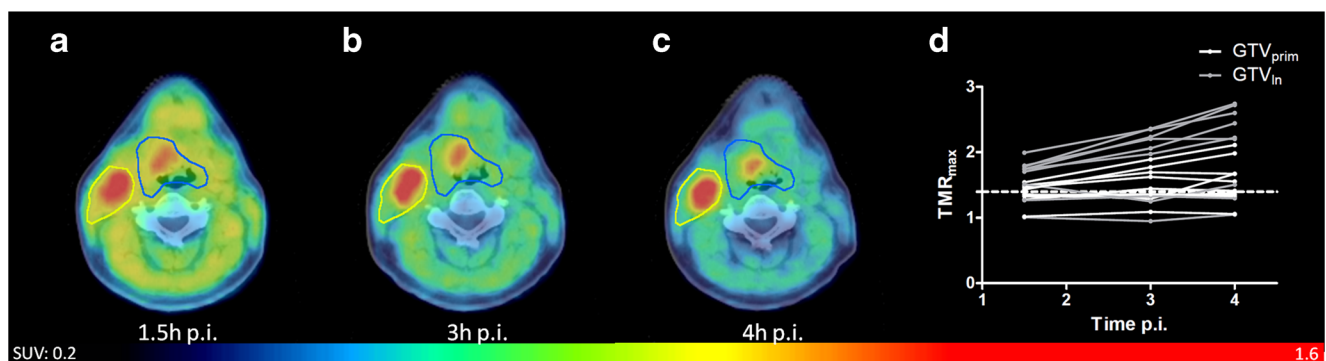 a
b
c
d
1.5h p.i.
3h p.i.
4h p.i.
GTVprim
GTVln
TMRmax
3
2
1
0
1 2 3 4
Time p.i.
SUV: 0.2
1.6